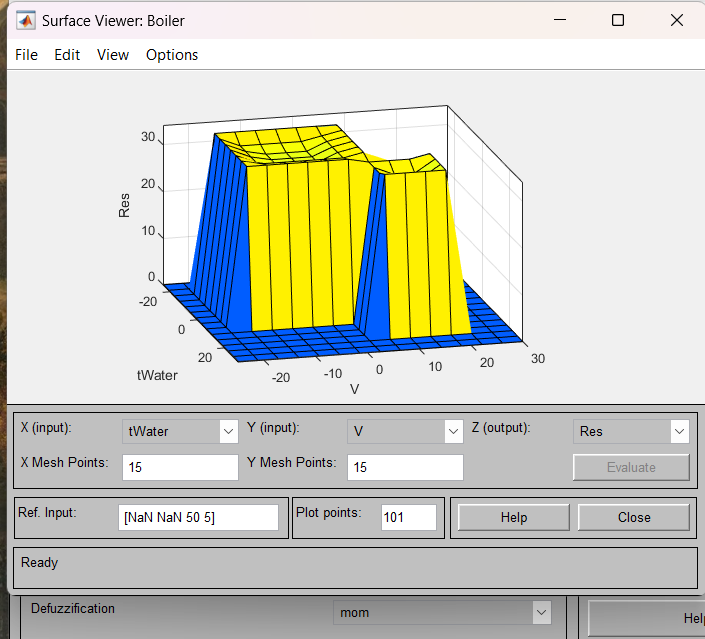 Surface Viewer: Boiler
File Edit View Options
30
20
10
0
Res
-20
0
20
tWater
-20
-10
0
10
20
30
V
X (input): tWater Y (input): V Z (output): Res
X Mesh Points: 15 Y Mesh Points: 15 Evaluate
Ref. Input: [NaN NaN 50 5] Plot points: 101 Help Close
Ready
Defuzzification mom Help